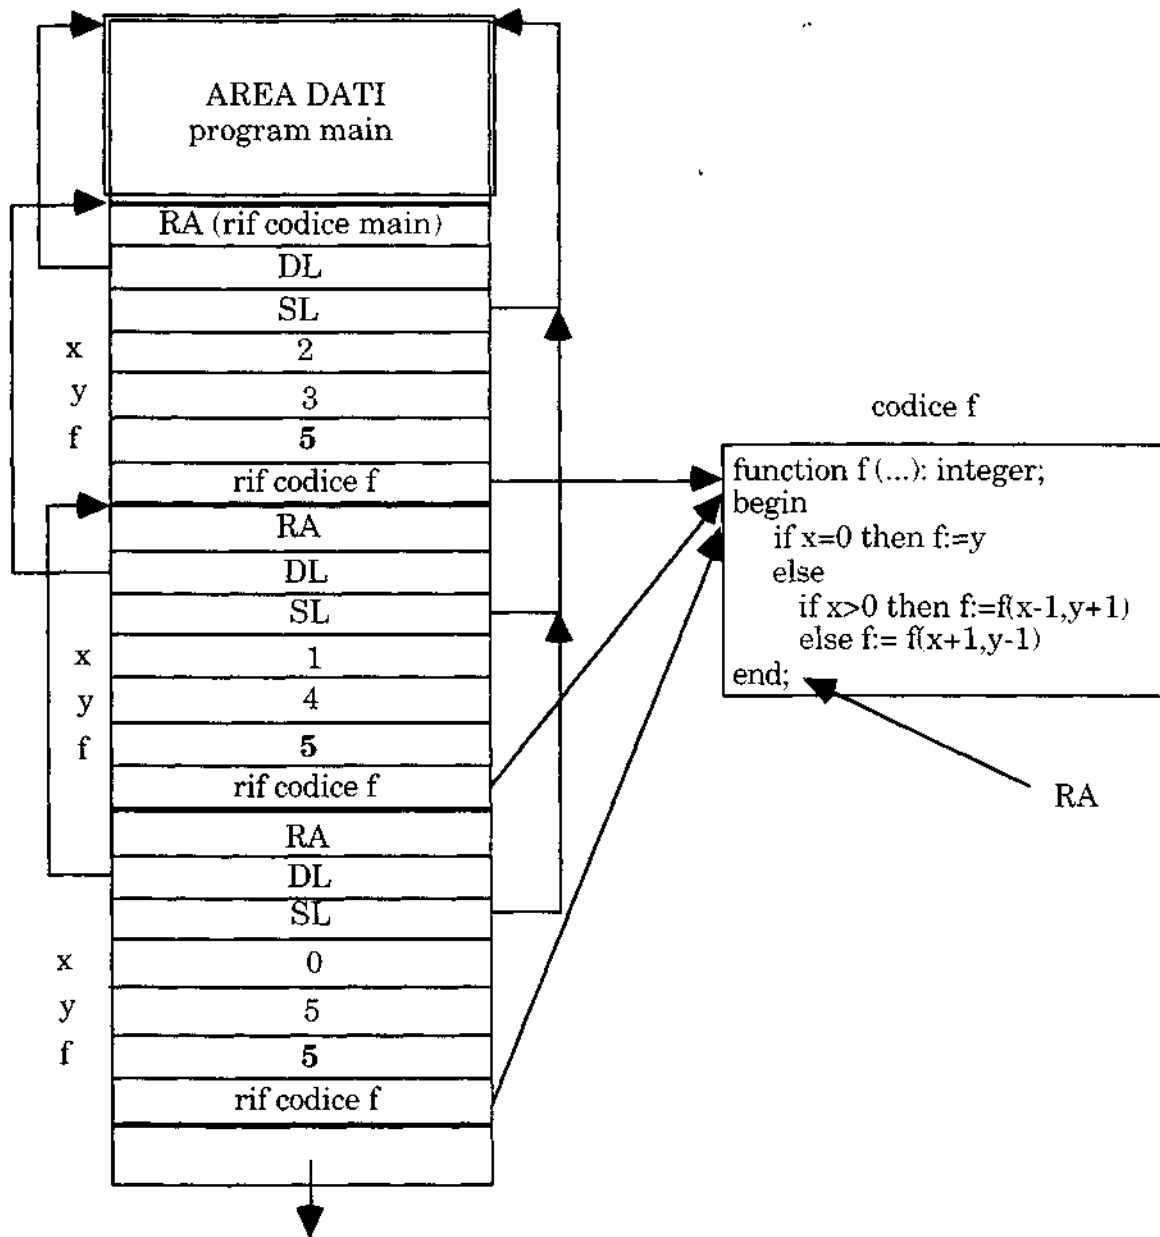 AREA DATI
program main
RA (rif codice main)
DL
SL
x 2
y 3
f 5
rif codice f
RA
DL
SL
x 1
y 4
f 5
rif codice f
RA
DL
SL
x 0
y 5
f 5
rif codice f
codice f
function f (...): integer;
begin
if x=0 then f:=y
else
if x>0 then f:=f(x-1,y+1)
else f:= f(x+1,y-1)
end;
RA